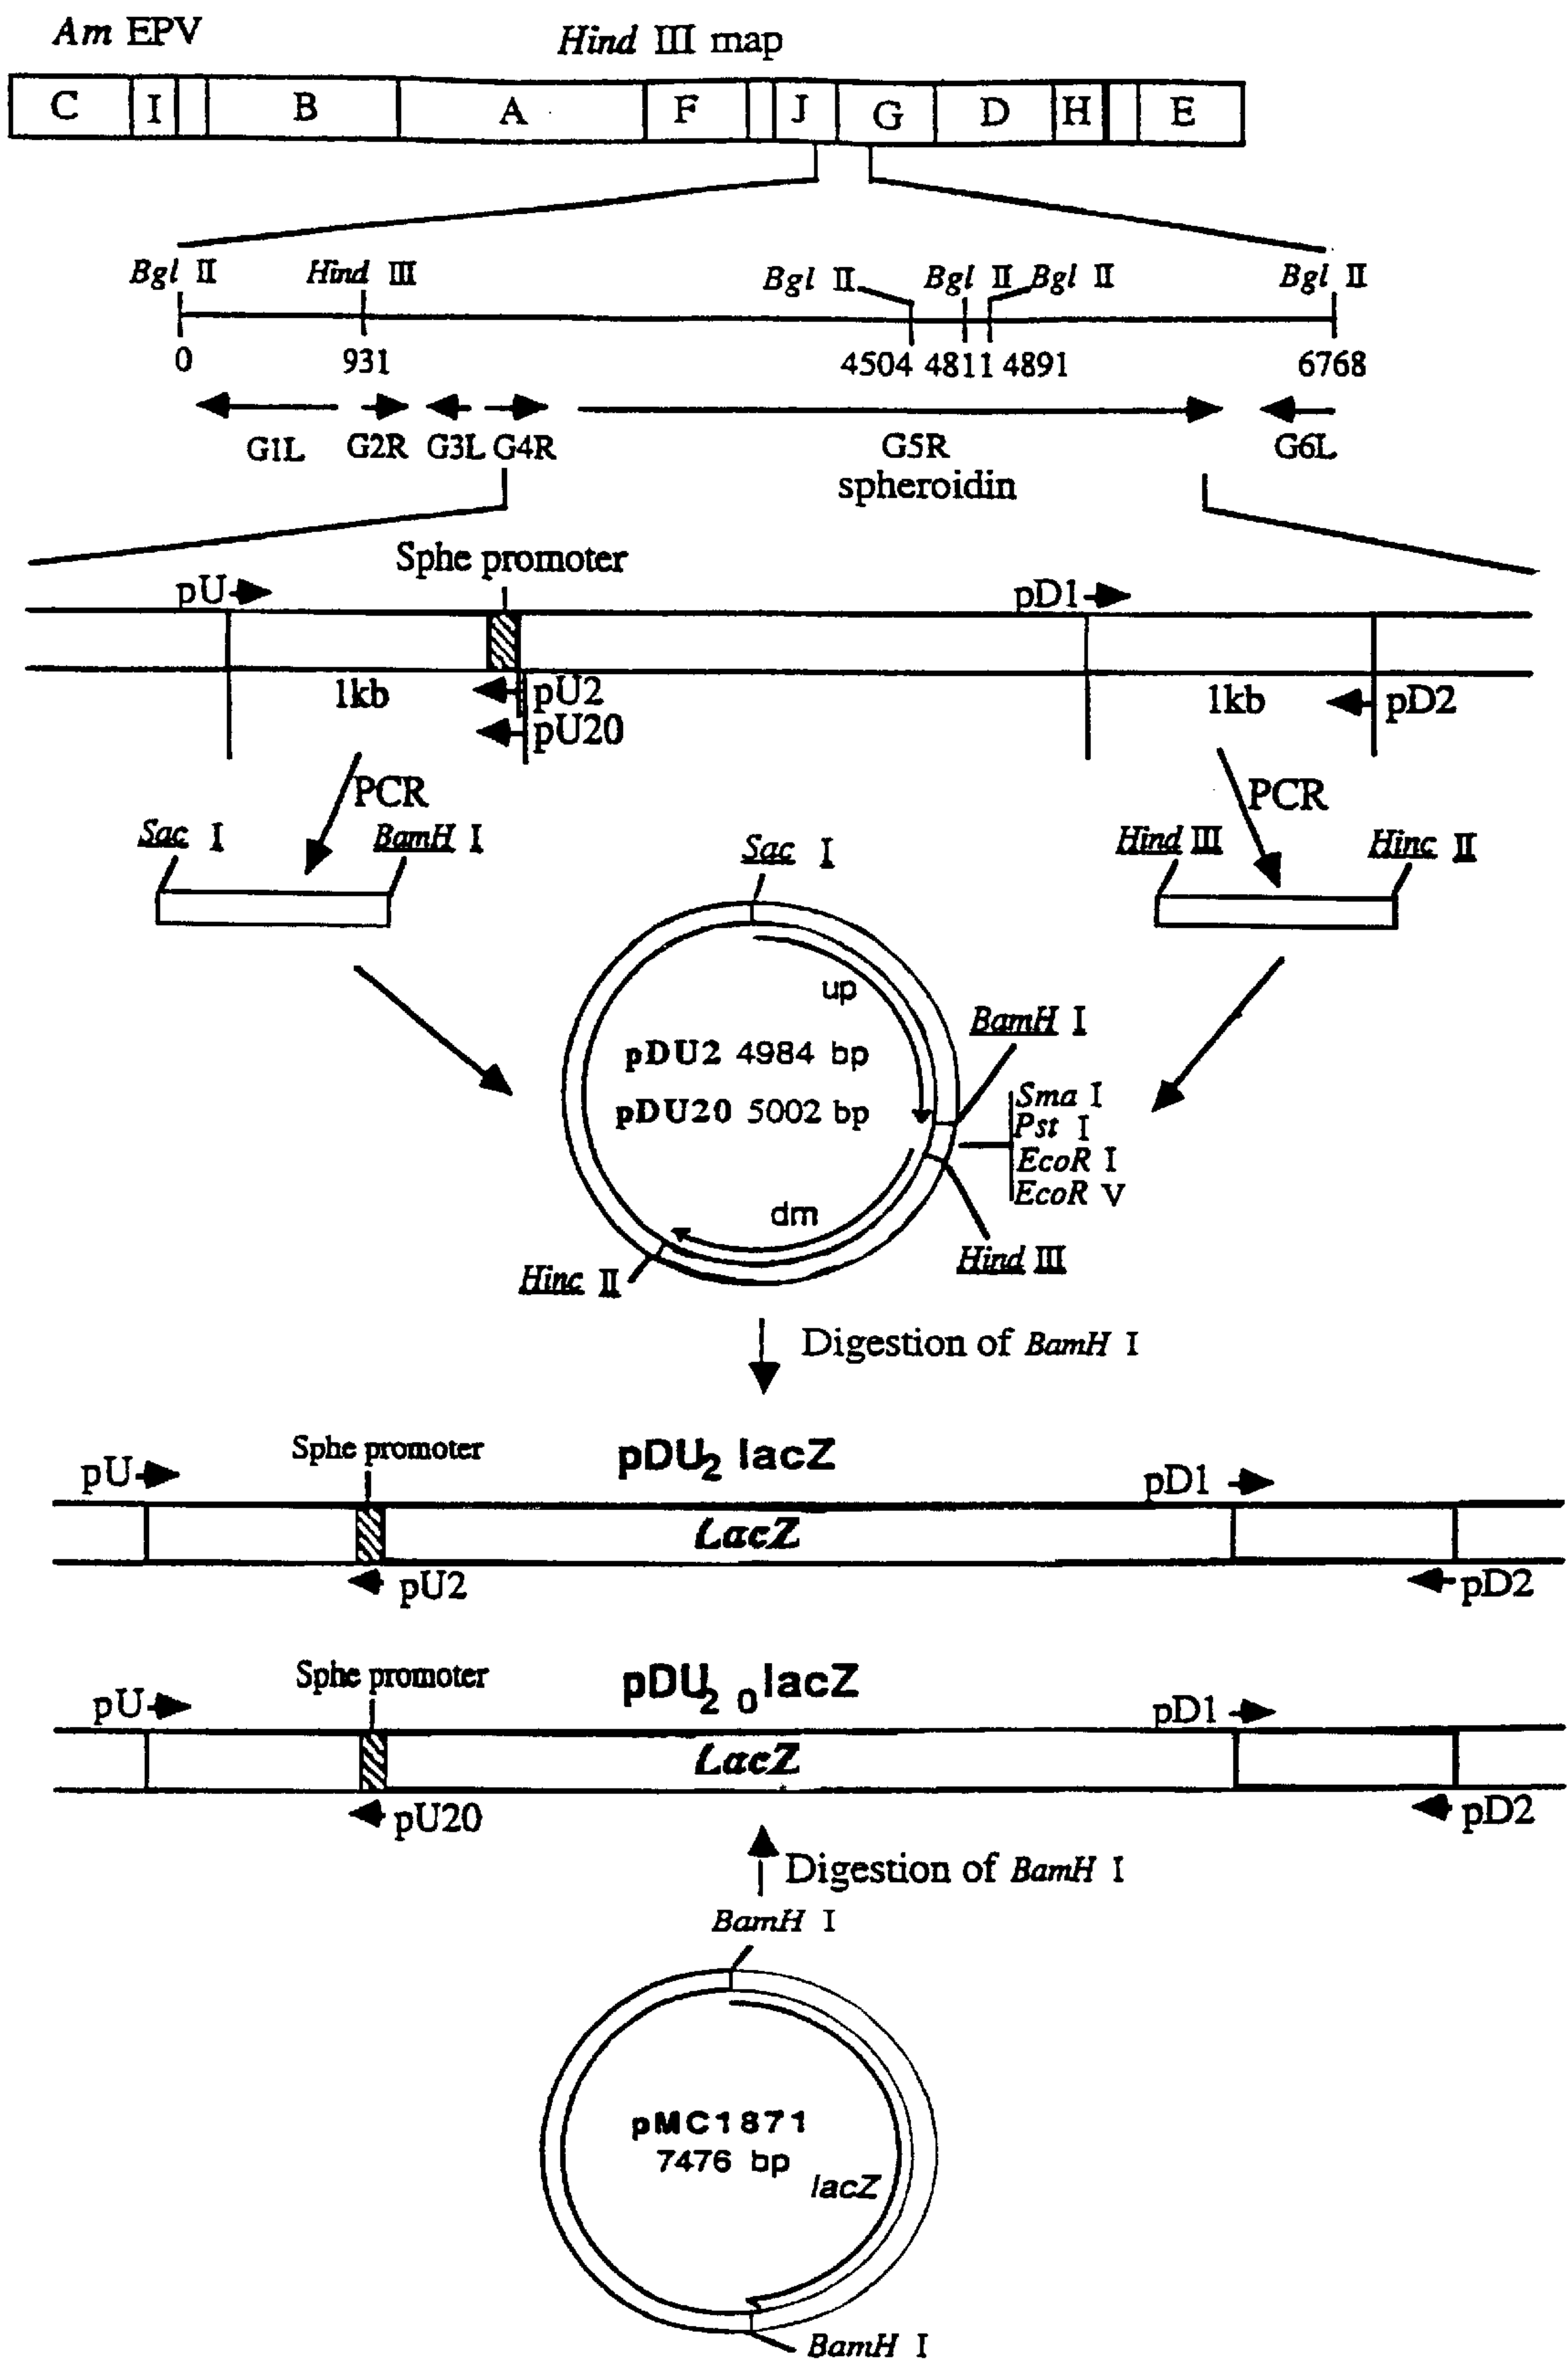 Am EPV
Hind III map
C I B A F J G D H E
Bgl II Hind III Bgl II Bgl II Bgl II Bgl II
0 931 4504 4811 4891 6768
G1L G2R G3L G4R G5R G6L
spheroidin
Sphe promoter
pU pD1
1kb pU2 1kb pD2
pU20
PCR PCR
Sac I BamH I Sac I Hind III Hinc II
up
BamH I
pDU2 4984 bp
pDU20 5002 bp
Sma I
Pst I
EcoR I
EcoR V
dm
Hinc II Hind III
Digestion of BamH I
Sphe promoter pDU2 lacZ
pU pD1
LacZ
pU2 pD2
Sphe promoter pDU2 0 lacZ
pU pD1
LacZ
pU20 pD2
Digestion of BamH I
BamH I
pMC1871
7476 bp
lacZ
BamH I